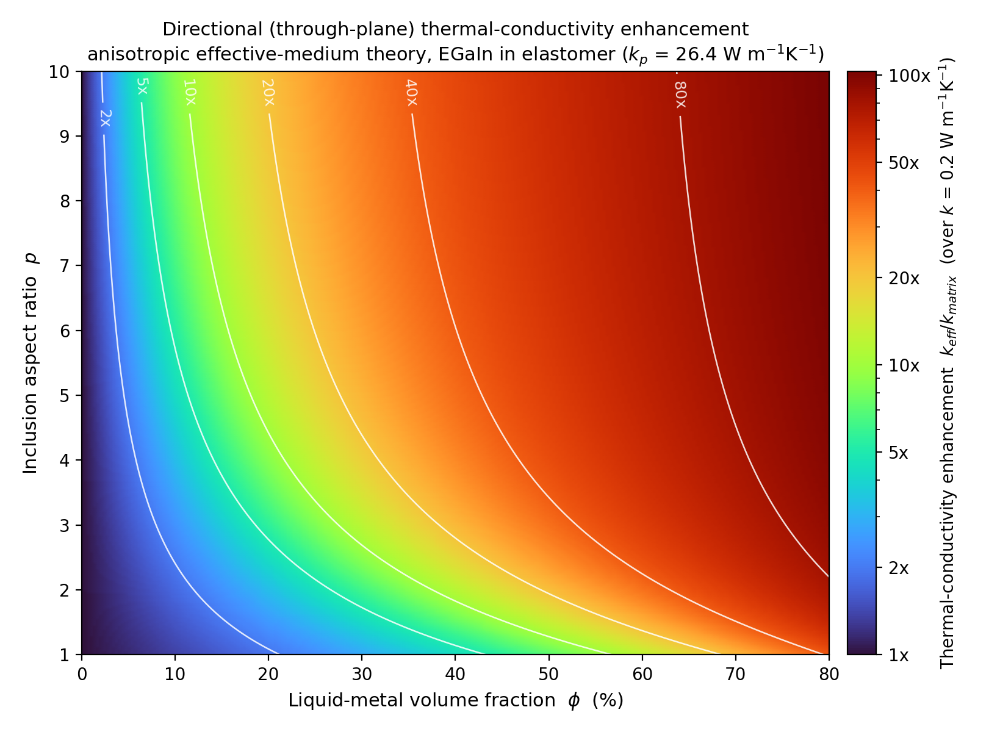 Directional (through-plane) thermal-conductivity enhancement
anisotropic effective-medium theory, EGaIn in elastomer (kₚ = 26.4 W m⁻¹K⁻¹)
10
9
8
7
6
5
4
3
2
1
Inclusion aspect ratio p
2x
5x
10x
20x
40x
80x
0
10
20
30
40
50
60
70
80
Liquid-metal volume fraction ϕ (%)
100x
50x
20x
10x
5x
2x
1x
Thermal-conductivity enhancement k_eff/k_matrix (over k = 0.2 W m⁻¹K⁻¹)